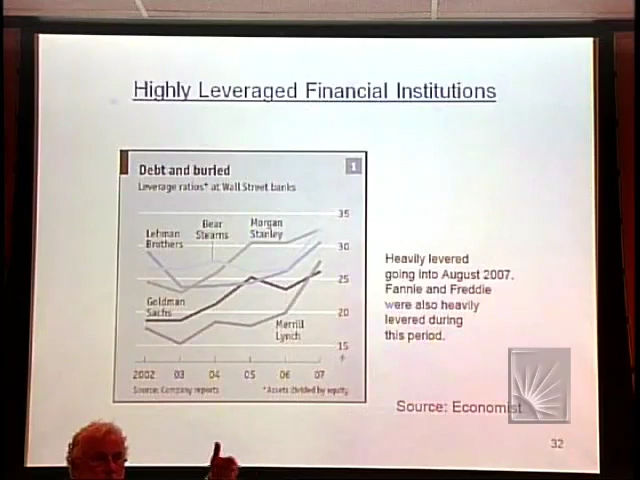 Highly Leveraged Financial Institutions
Debt and buried
1
Leverage ratios* at Wall Street banks
35
30
25
20
15
Lehman
Brothers
Bear
Stearns
Morgan
Stanley
Goldman
Sachs
Merrill
Lynch
2002 03 04 05 06 07
Source: Company reports
*Assets divided by equity
Heavily levered
going into August 2007.
Fannie and Freddie
were also heavily
levered during
this period.
Source: Economist
32